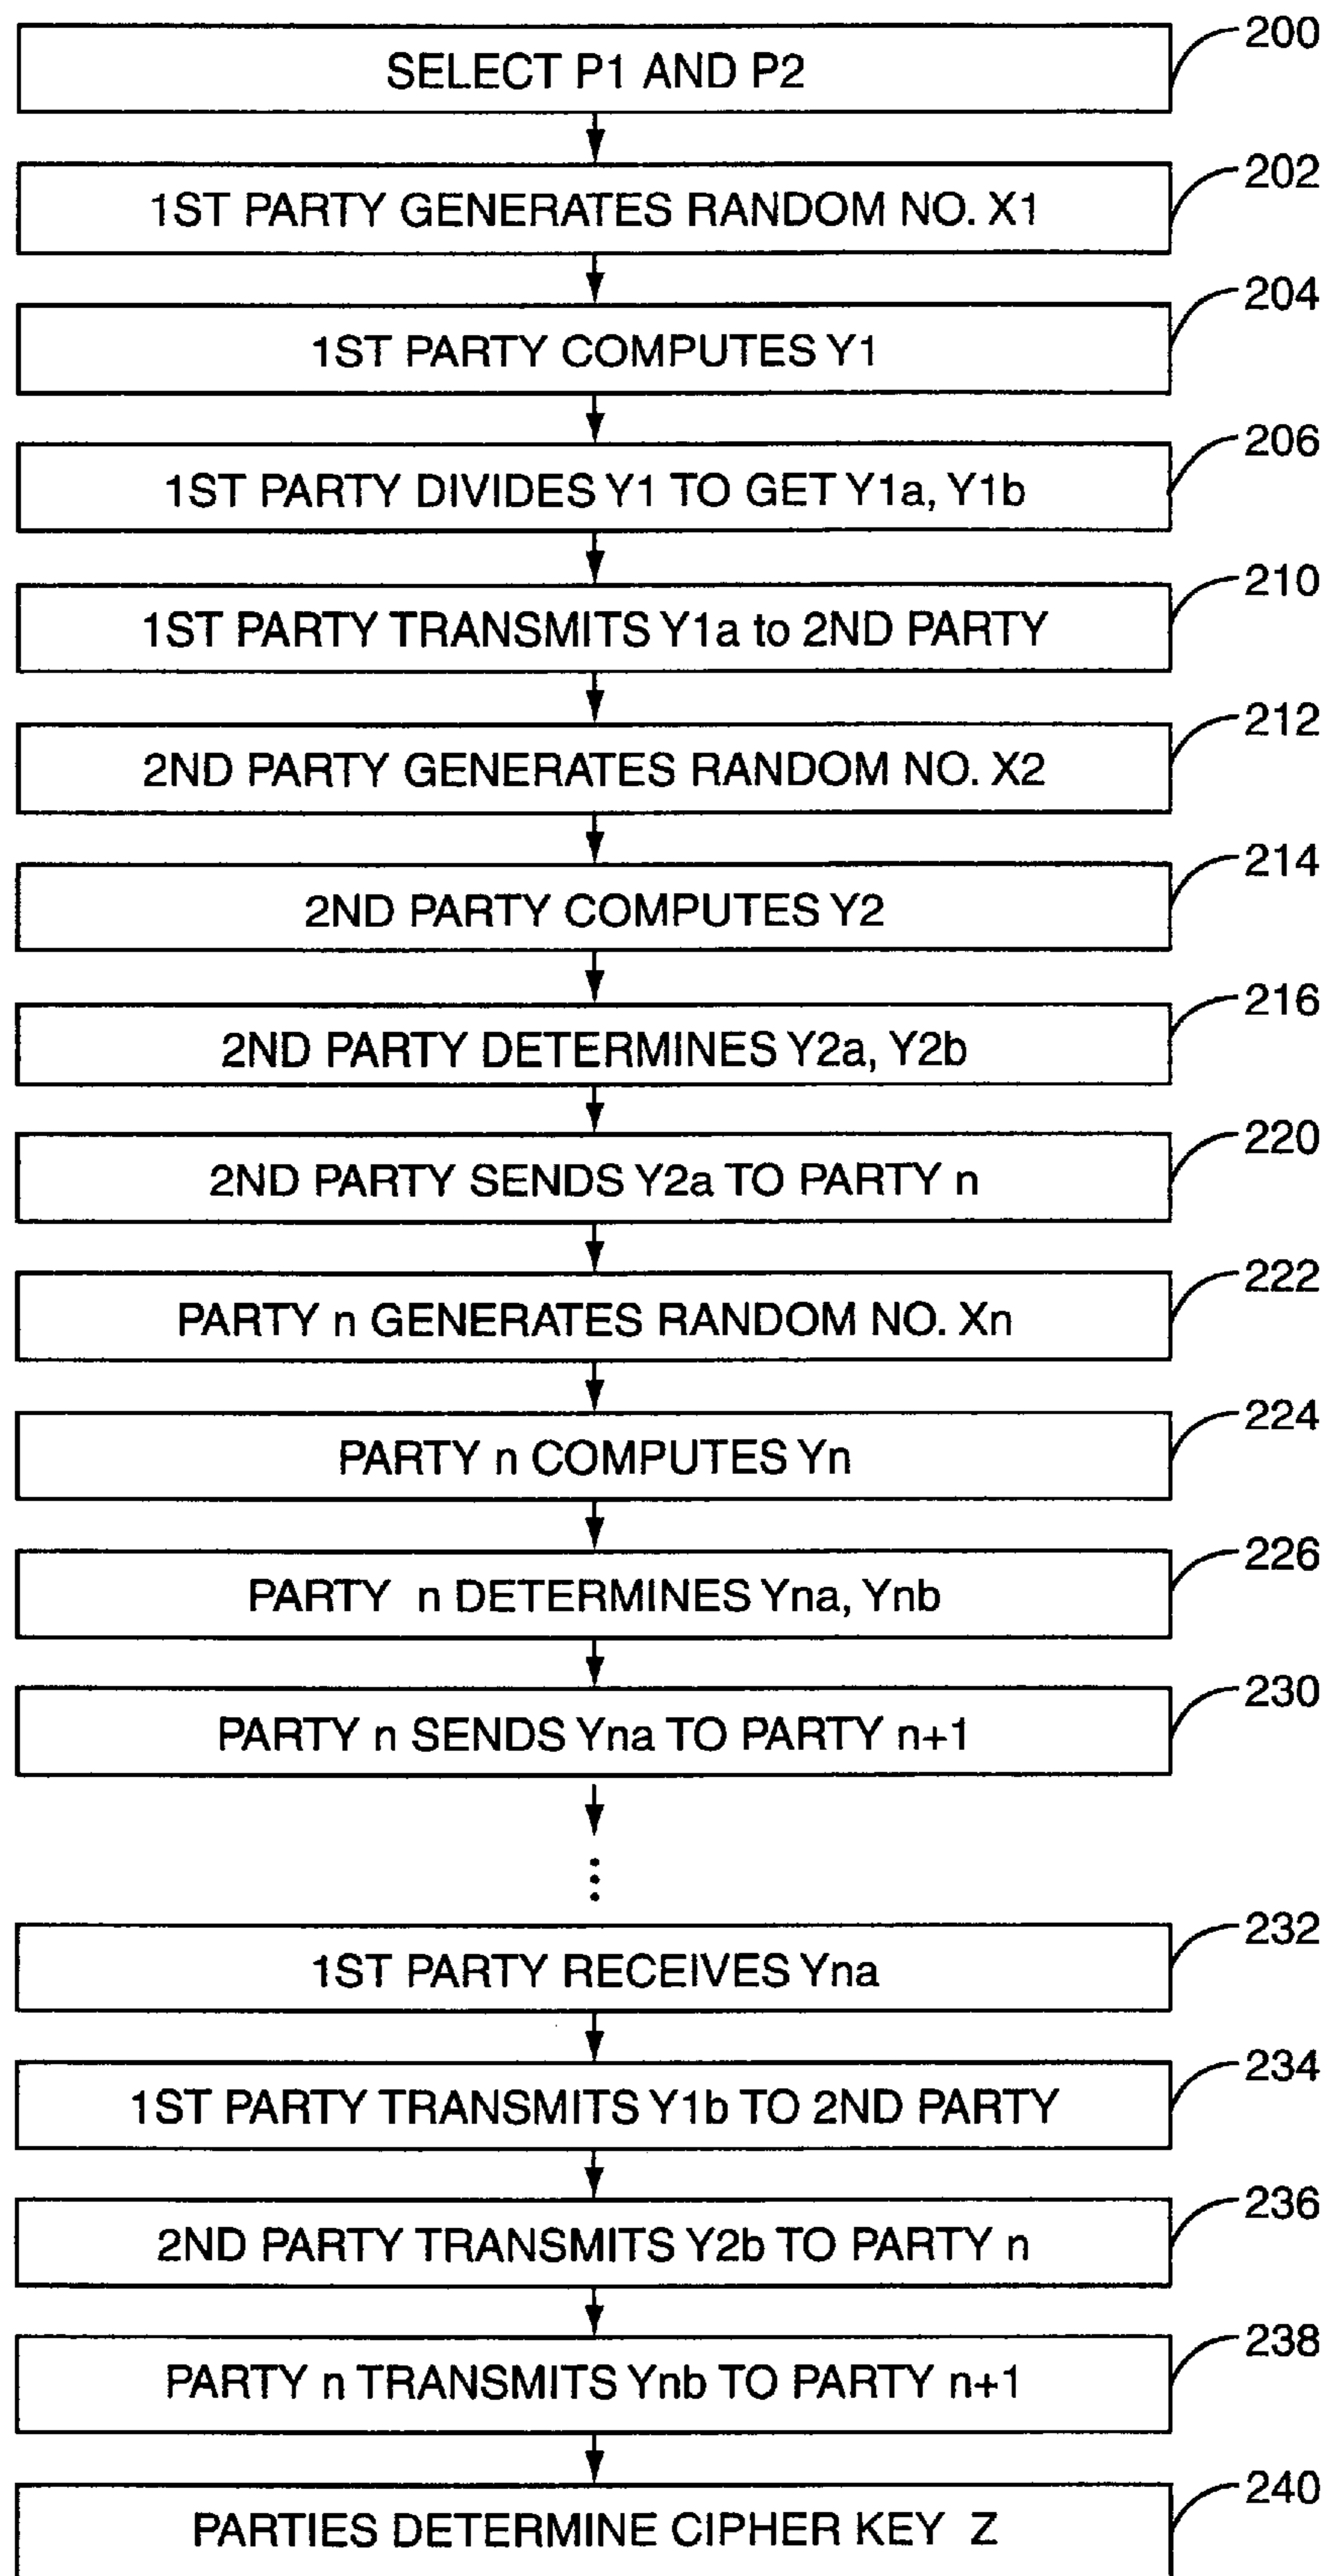 SELECT P1 AND P2
200
1ST PARTY GENERATES RANDOM NO. X1
202
1ST PARTY COMPUTES Y1
204
1ST PARTY DIVIDES Y1 TO GET Y1a, Y1b
206
1ST PARTY TRANSMITS Y1a to 2ND PARTY
210
2ND PARTY GENERATES RANDOM NO. X2
212
2ND PARTY COMPUTES Y2
214
2ND PARTY DETERMINES Y2a, Y2b
216
2ND PARTY SENDS Y2a TO PARTY n
220
PARTY n GENERATES RANDOM NO. Xn
222
PARTY n COMPUTES Yn
224
PARTY n DETERMINES Yna, Ynb
226
PARTY n SENDS Yna TO PARTY n+1
230
1ST PARTY RECEIVES Yna
232
1ST PARTY TRANSMITS Y1b TO 2ND PARTY
234
2ND PARTY TRANSMITS Y2b TO PARTY n
236
PARTY n TRANSMITS Ynb TO PARTY n+1
238
PARTIES DETERMINE CIPHER KEY Z
240